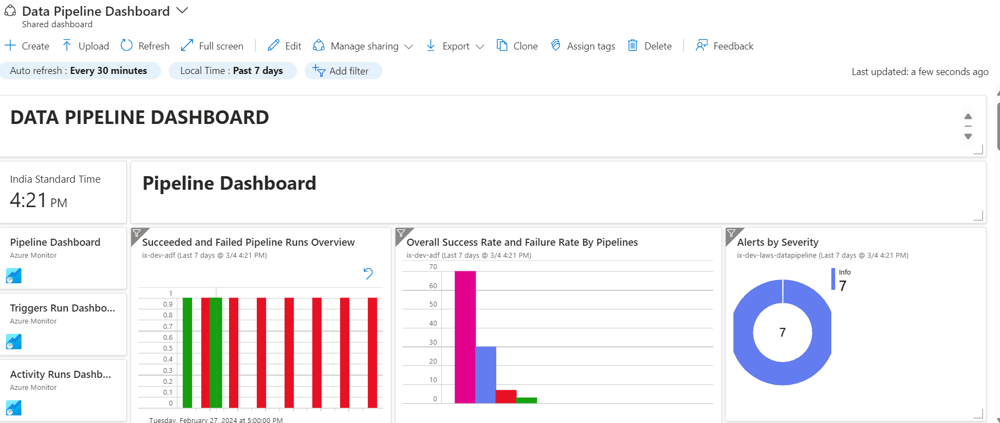 Data Pipeline Dashboard
Shared dashboard
Create Upload Refresh Full screen Edit Manage sharing Export Clone Assign tags Delete Feedback
Auto refresh : Every 30 minutes Local Time : Past 7 days Add filter Last updated: a few seconds ago
DATA PIPELINE DASHBOARD
India Standard Time
4:21 PM
Pipeline Dashboard
Pipeline Dashboard
Azure Monitor
Triggers Run Dashbo...
Azure Monitor
Activity Runs Dashb...
Azure Monitor
Succeeded and Failed Pipeline Runs Overview
ix-dev-adf (Last 7 days @ 3/4 4:21 PM)
1
0.9
0.8
0.7
0.6
0.5
0.4
0.3
0.2
0.1
0
Tuesday, February 27, 2024 at 5:00:00 PM
Overall Success Rate and Failure Rate By Pipelines
ix-dev-adf (Last 7 days @ 3/4 4:21 PM)
70
60
50
40
30
20
10
0
Alerts by Severity
ix-dev-laws-datapipeline (Last 7 days @ 3/4 4:21 PM)
Info
7
7